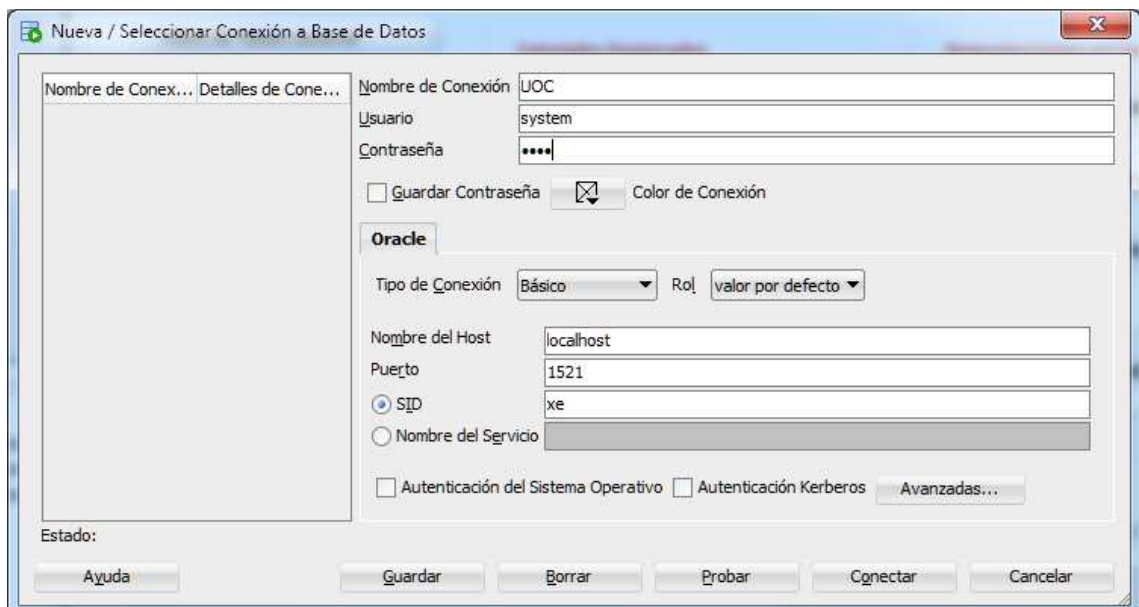 Nueva / Seleccionar Conexión a Base de Datos
Nombre de Conex... Detalles de Cone...
Nombre de Conexión UOC
Usuario system
Contraseña ••••
Guardar Contraseña Color de Conexión
Oracle
Tipo de Conexión Básico Rol valor por defecto
Nombre del Host localhost
Puerto 1521
SID xe
Nombre del Servicio
Autenticación del Sistema Operativo Autenticación Kerberos Avanzadas...
Estado:
Ayuda Guardar Borrar Probar Conectar Cancelar